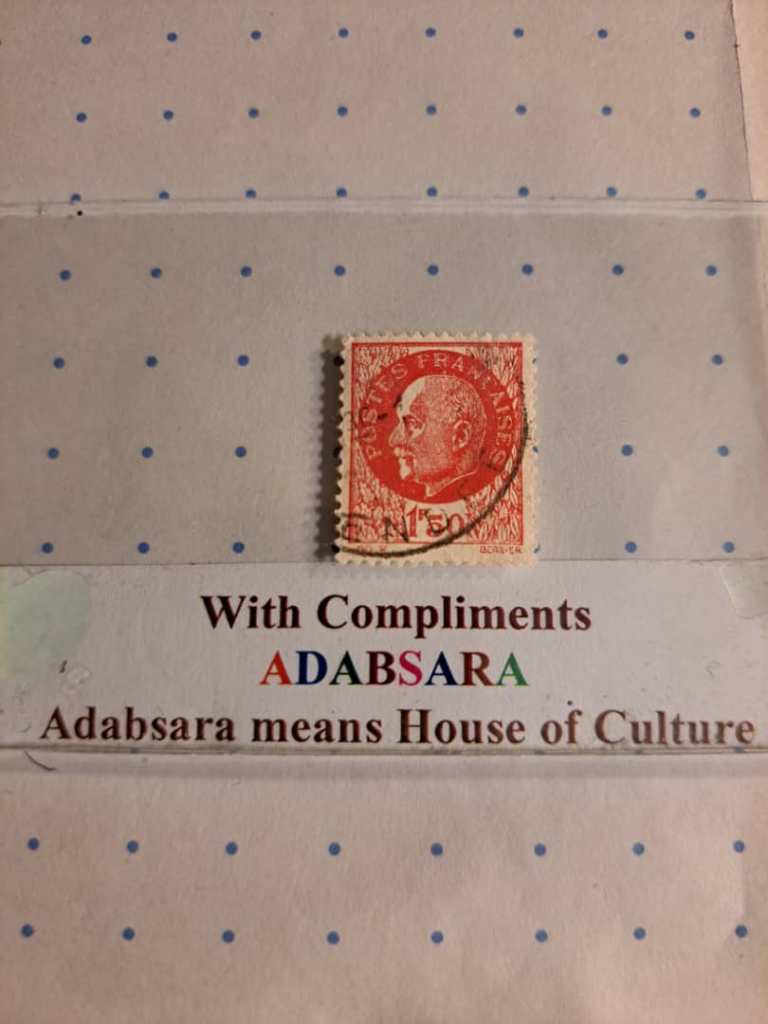 POSTES FRANÇAISES
1F50
With Compliments
ADABSARA
Adabsara means House of Culture